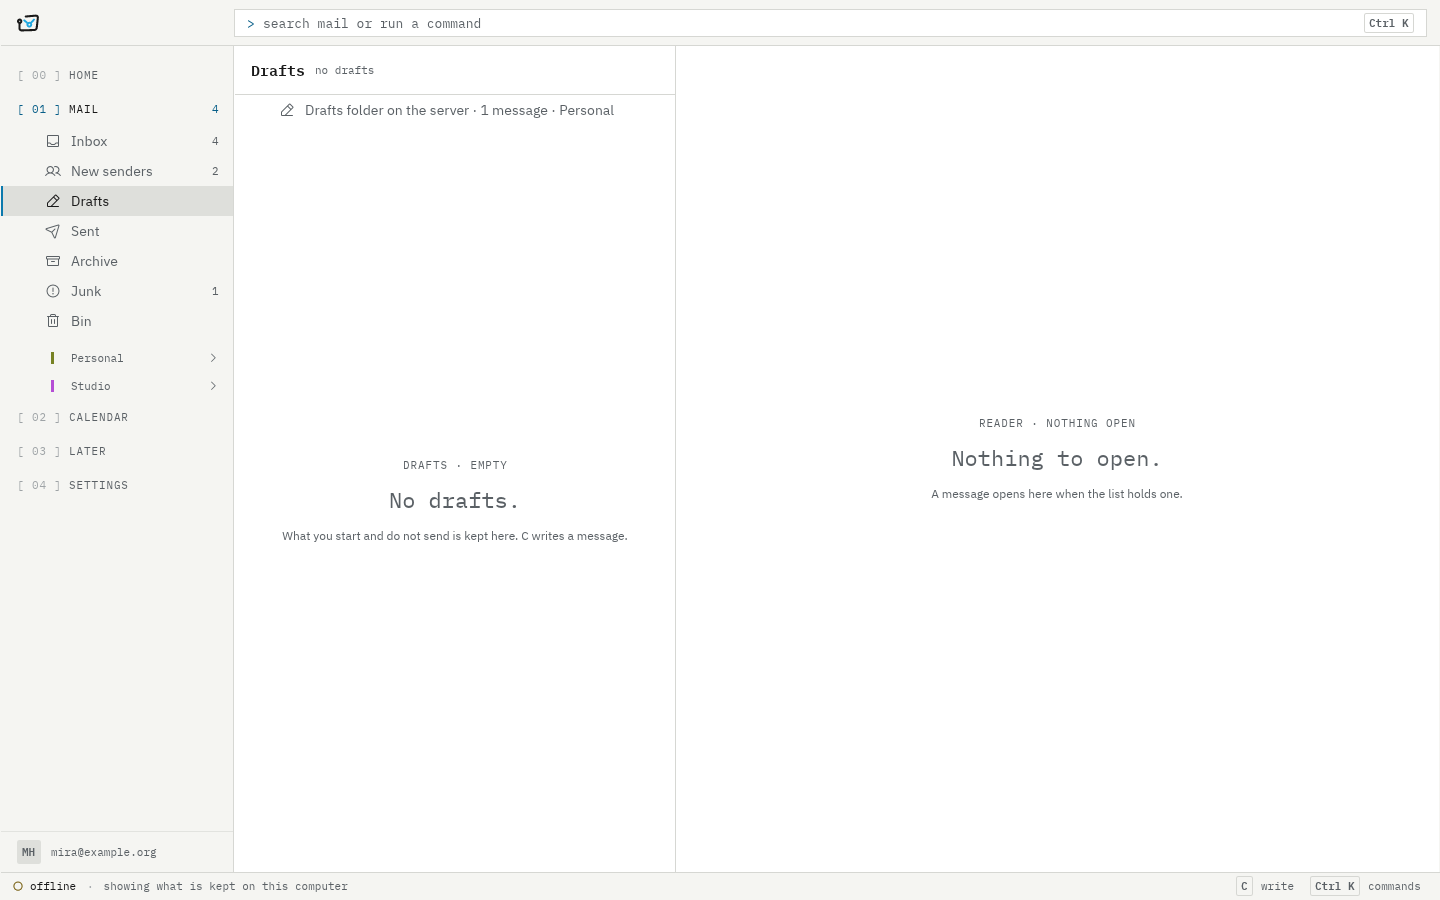 > search mail or run a command Ctrl K
[ 00 ] HOME
[ 01 ] MAIL 4
Inbox 4
New senders 2
Drafts
Sent
Archive
Junk 1
Bin
Personal
Studio
[ 02 ] CALENDAR
[ 03 ] LATER
[ 04 ] SETTINGS
MH mira@example.org
Drafts no drafts
Drafts folder on the server · 1 message · Personal
DRAFTS · EMPTY
No drafts.
What you start and do not send is kept here. C writes a message.
READER · NOTHING OPEN
Nothing to open.
A message opens here when the list holds one.
offline · showing what is kept on this computer
C write Ctrl K commands